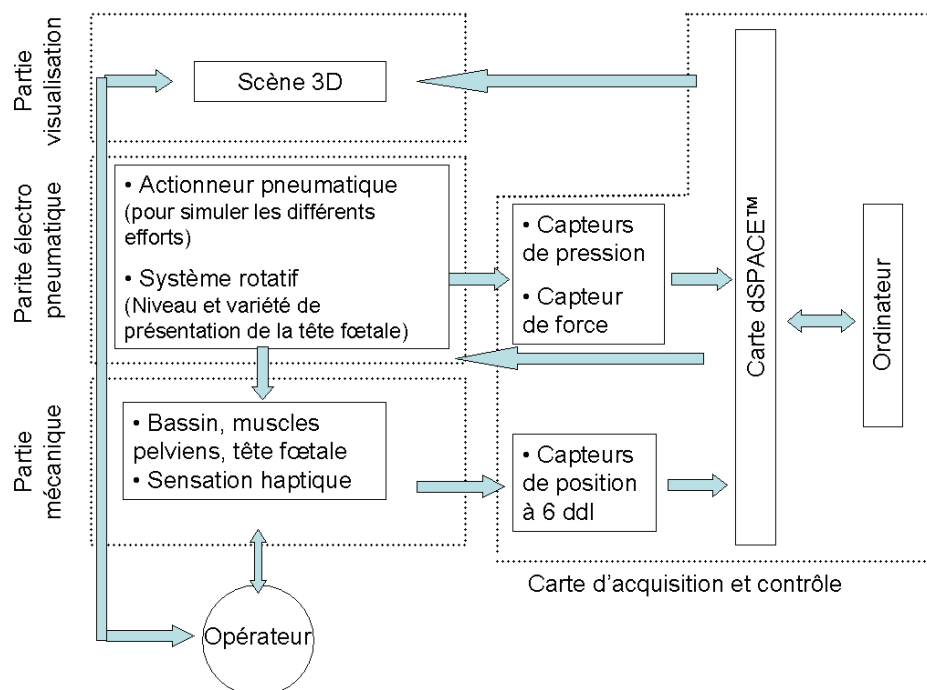 Partie
visualisation
Scène 3D
Parite électro
pneumatique
• Actionneur pneumatique
(pour simuler les différents
efforts)
• Système rotatif
(Niveau et variété de
présentation de la tête fœtale)
• Capteurs
de pression
• Capteur
de force
Carte dSPACE™
Ordinateur
Partie
mécanique
• Bassin, muscles
pelviens, tête fœtale
• Sensation haptique
• Capteurs
de position
à 6 ddl
Carte d’acquisition et contrôle
Opérateur